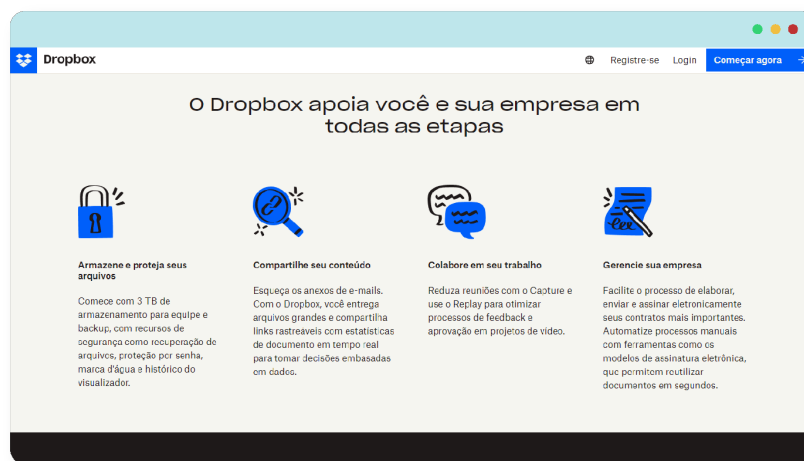 Dropbox
Registre-se
Login
Começar agora
O Dropbox apoia você e sua empresa em
todas as etapas
Armazene e proteja seus
arquivos
Comece com 3 TB de
armazenamento para equipe e
backup, com recursos de
segurança como recuperação de
arquivos, proteção por senha,
marca d'água e histórico do
visualizador.
Compartilhe seu conteúdo
Esqueça os anexos de e-mails.
Com o Dropbox, você entrega
arquivos grandes e compartilha
links rastreaveis com estatísticas
de documento em tempo real
para tomar decisões embasadas
em dados.
Colabore em seu trabalho
Reduza reuniões com o Capture e
use o Replay para otimizar
processos de feedback e
aprovação em projetos de vídeo.
Gerencie sua empresa
Facilite o processo de elaborar,
enviar e assinar eletronicamente
seus contratos mais importantes.
Automatize processos manuais
com ferramentas como os
modelos de assinatura eletrônica,
que permitem reutilizar
documentos em segundos.